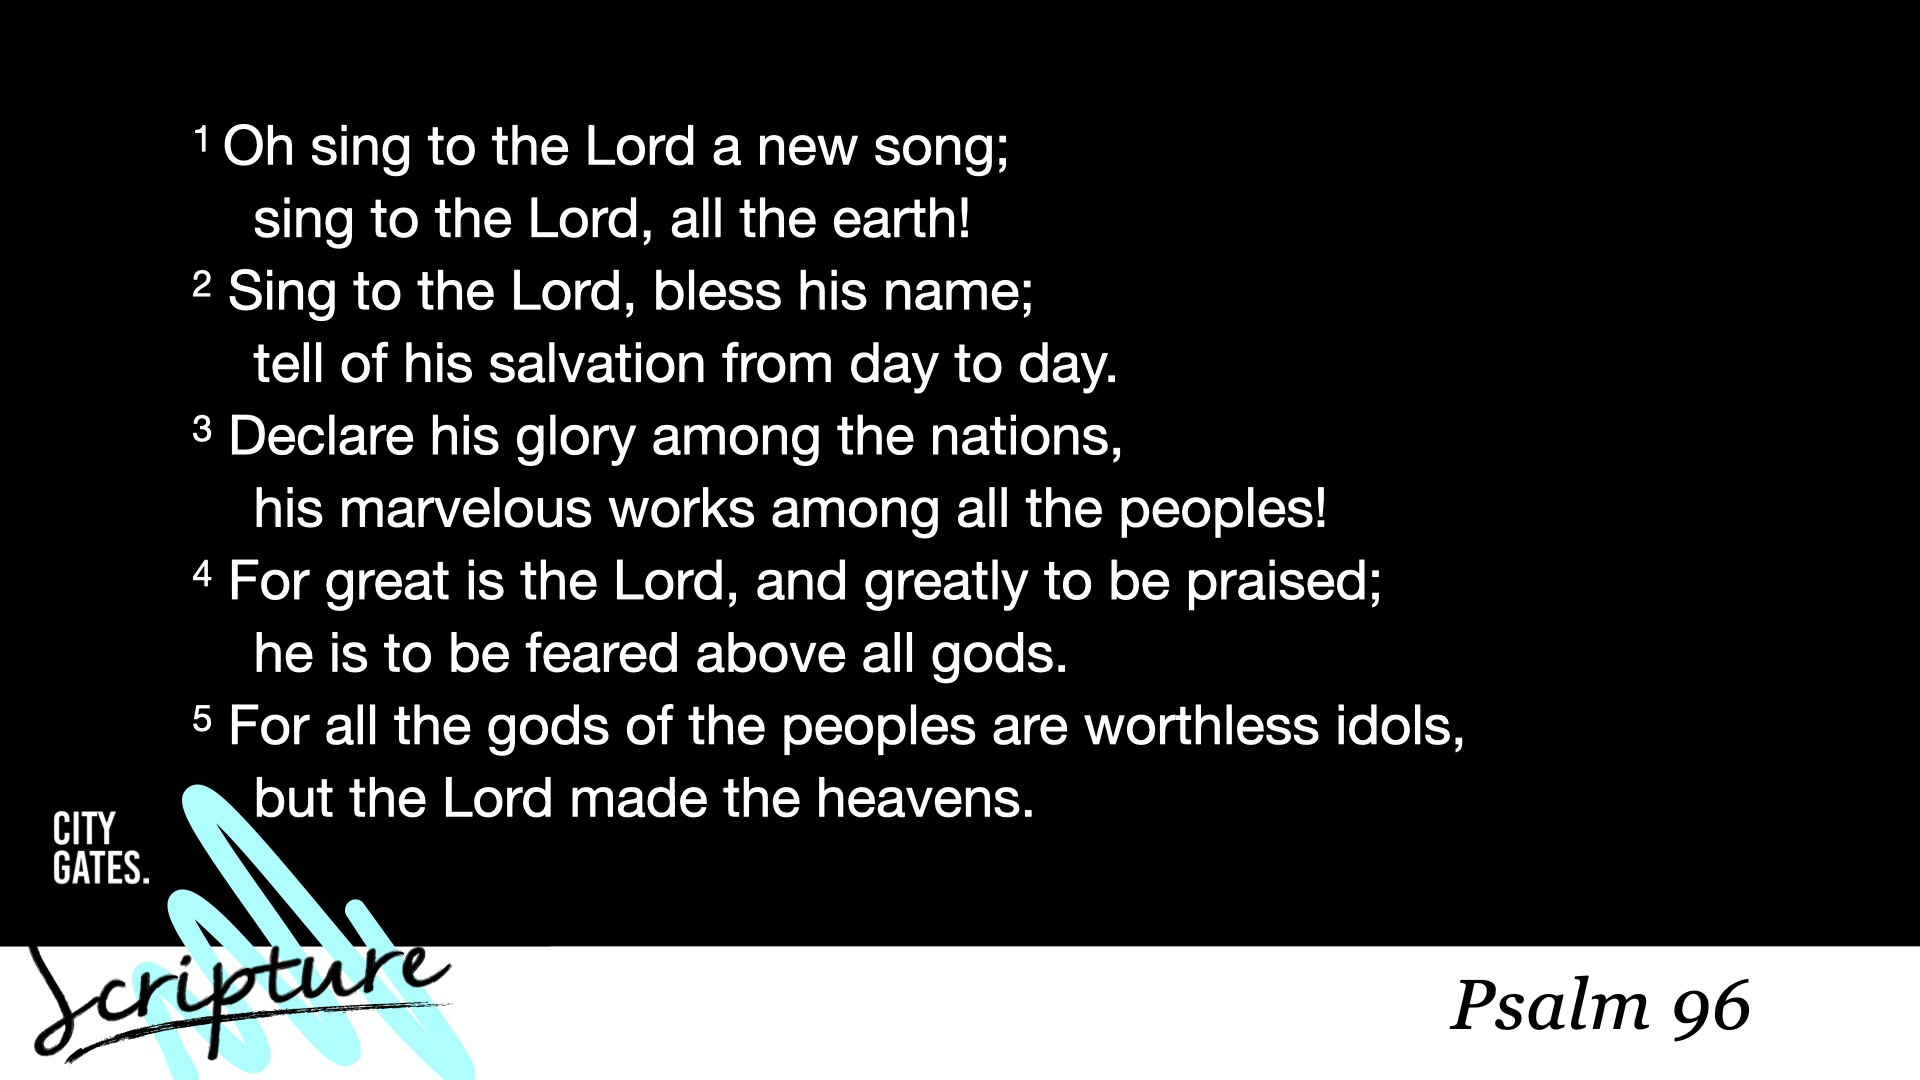 1 Oh sing to the Lord a new song;
sing to the Lord, all the earth!
2 Sing to the Lord, bless his name;
tell of his salvation from day to day.
3 Declare his glory among the nations,
his marvelous works among all the peoples!
4 For great is the Lord, and greatly to be praised;
he is to be feared above all gods.
5 For all the gods of the peoples are worthless idols,
but the Lord made the heavens.
CITY
GATES.
Scripture
Psalm 96